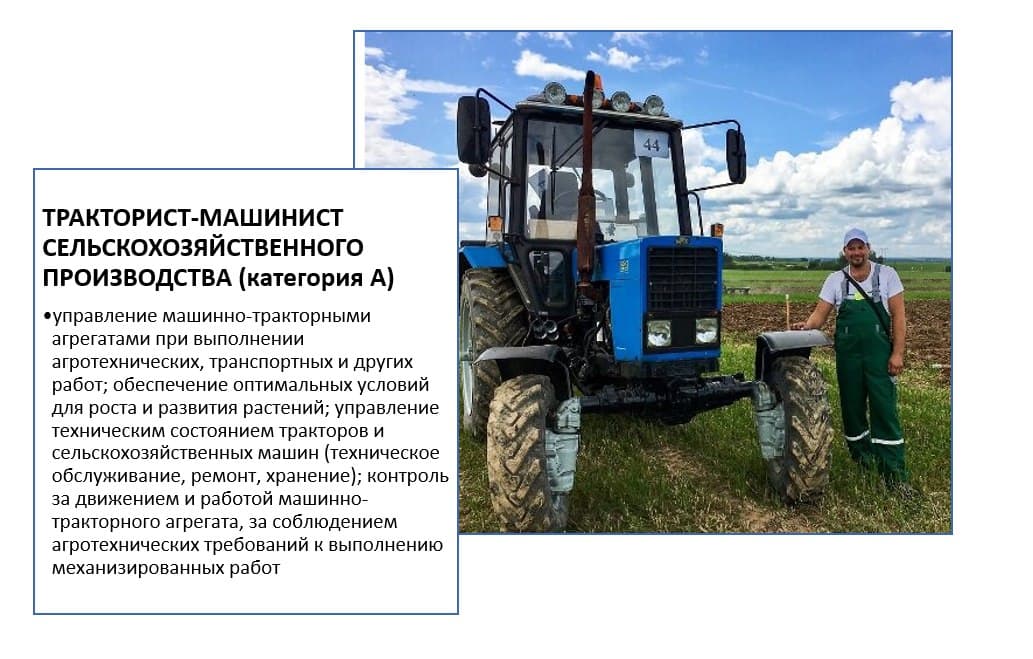 ТРАКТОРИСТ-МАШИНИСТ
СЕЛЬСКОХОЗЯЙСТВЕННОГО
ПРОИЗВОДСТВА (категория А)
•управление машинно-тракторными
агрегатами при выполнении
агротехнических, транспортных и других
работ; обеспечение оптимальных условий
для роста и развития растений; управление
техническим состоянием тракторов и
сельскохозяйственных машин (техническое
обслуживание, ремонт, хранение); контроль
за движением и работой машинно-
тракторного агрегата, за соблюдением
агротехнических требований к выполнению
механизированных работ
44